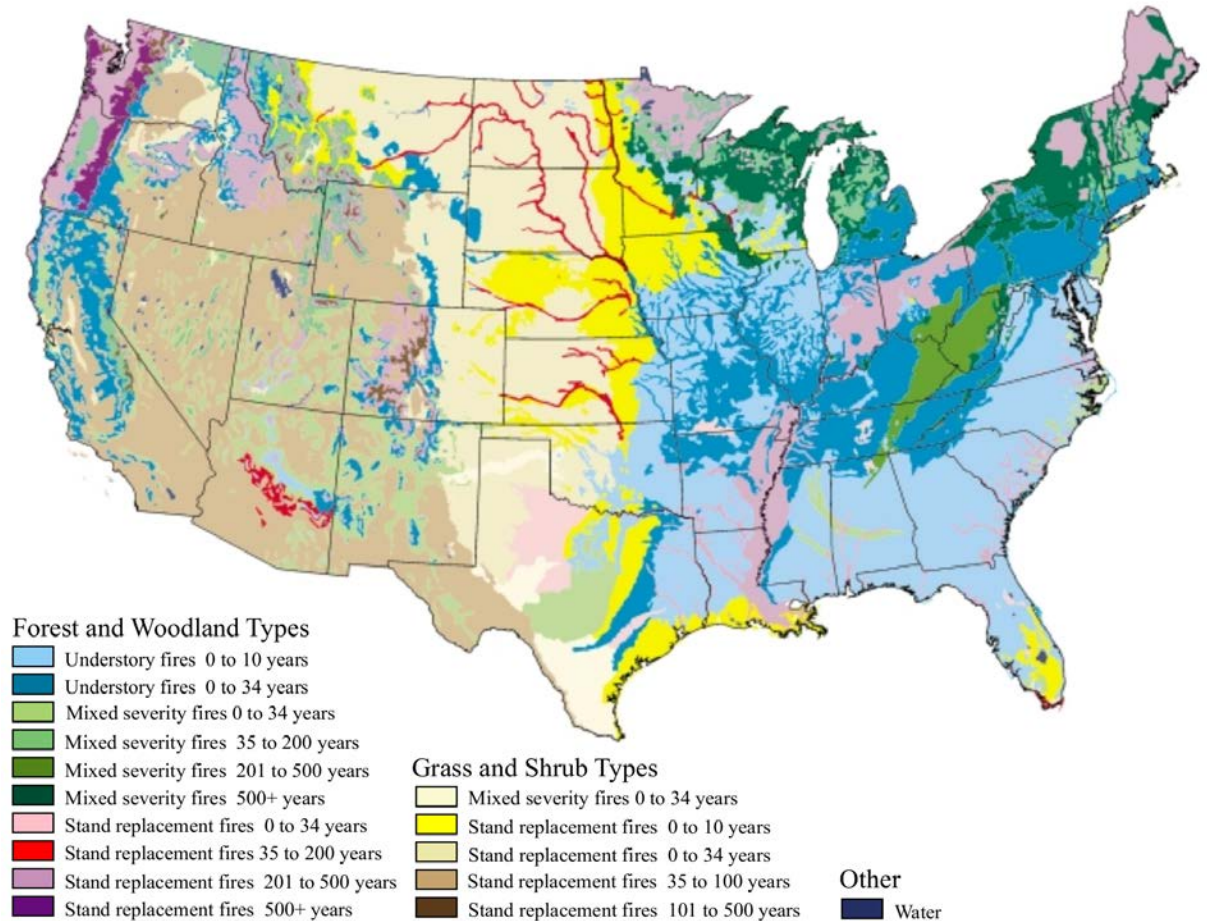 Forest and Woodland Types
Understory fires 0 to 10 years
Understory fires 0 to 34 years
Mixed severity fires 0 to 34 years
Mixed severity fires 35 to 200 years
Mixed severity fires 201 to 500 years
Mixed severity fires 500+ years
Stand replacement fires 0 to 34 years
Stand replacement fires 35 to 200 years
Stand replacement fires 201 to 500 years
Stand replacement fires 500+ years
Grass and Shrub Types
Mixed severity fires 0 to 34 years
Stand replacement fires 0 to 10 years
Stand replacement fires 0 to 34 years
Stand replacement fires 35 to 100 years
Stand replacement fires 101 to 500 years
Other
Water